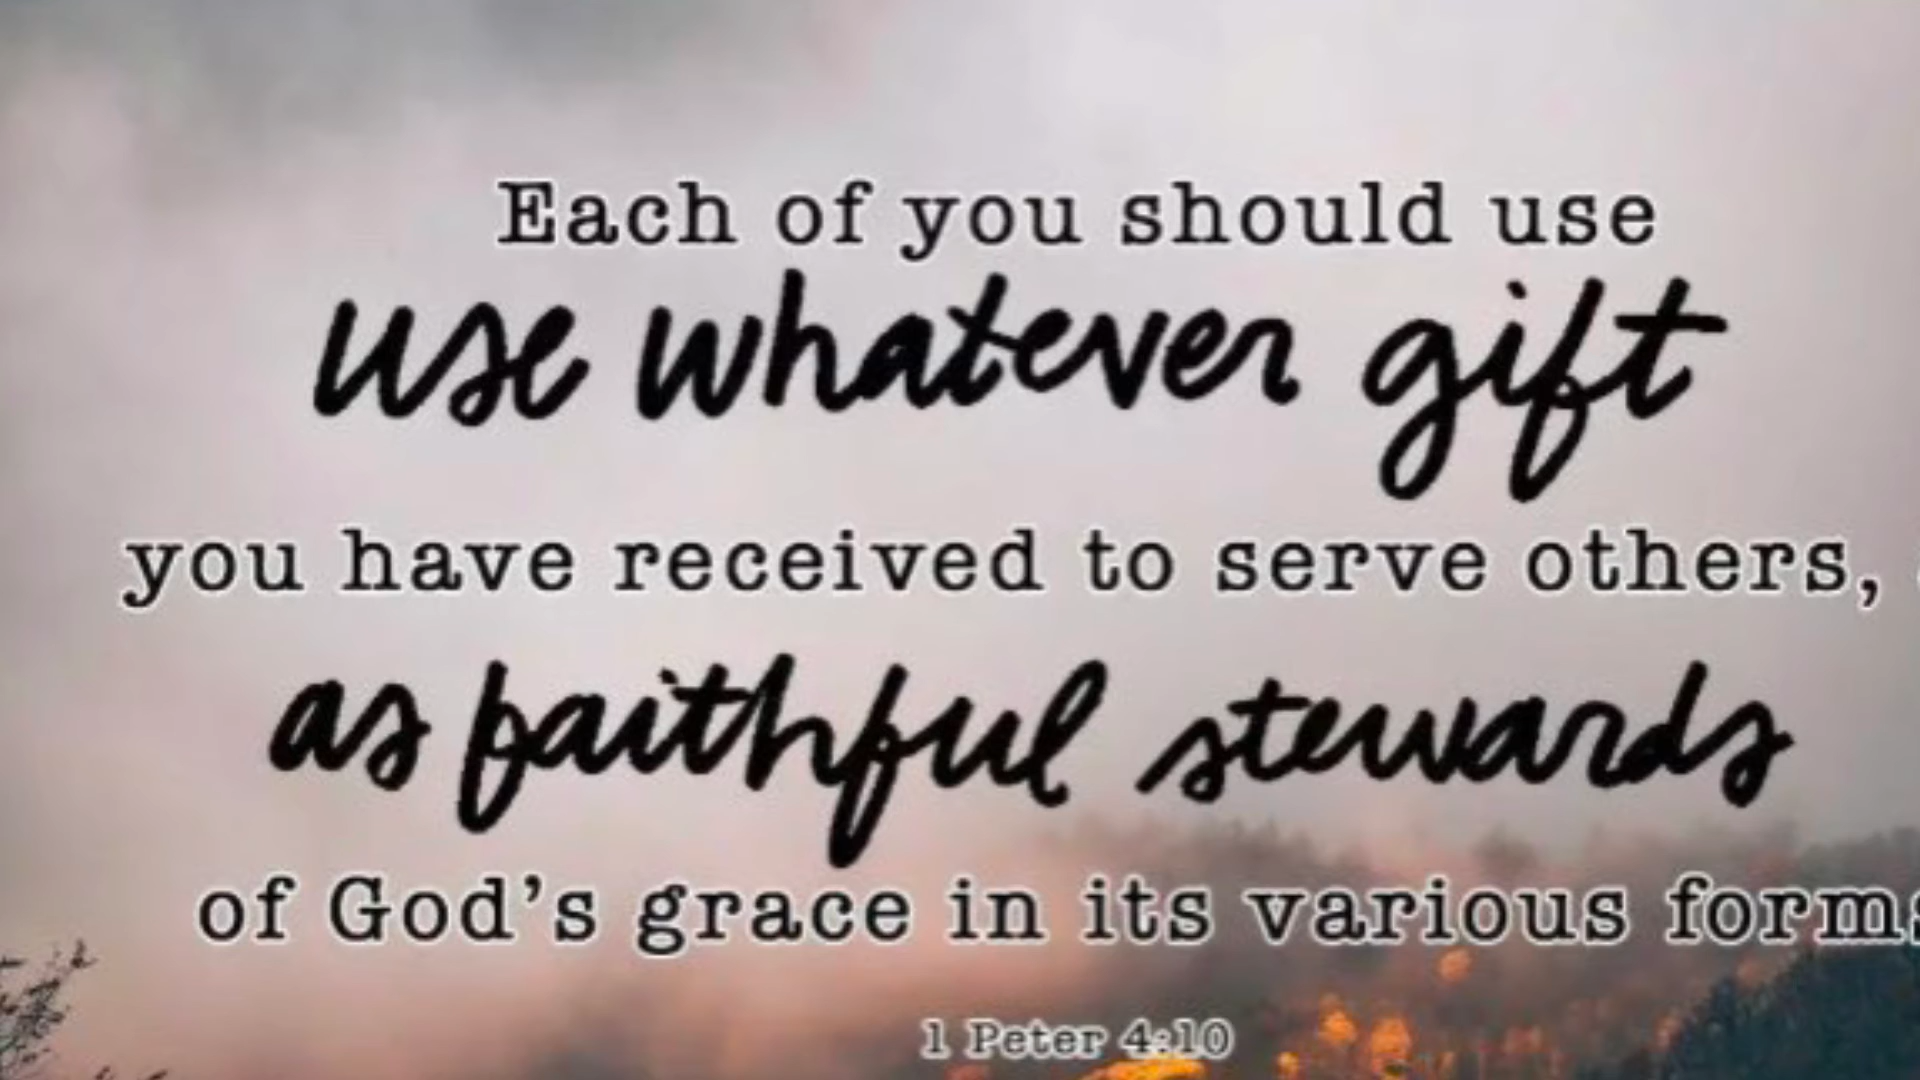 Each of you should use
use whatever gift
you have received to serve others,
as faithful stewards
of God’s grace in its various forms
1 Peter 4:10